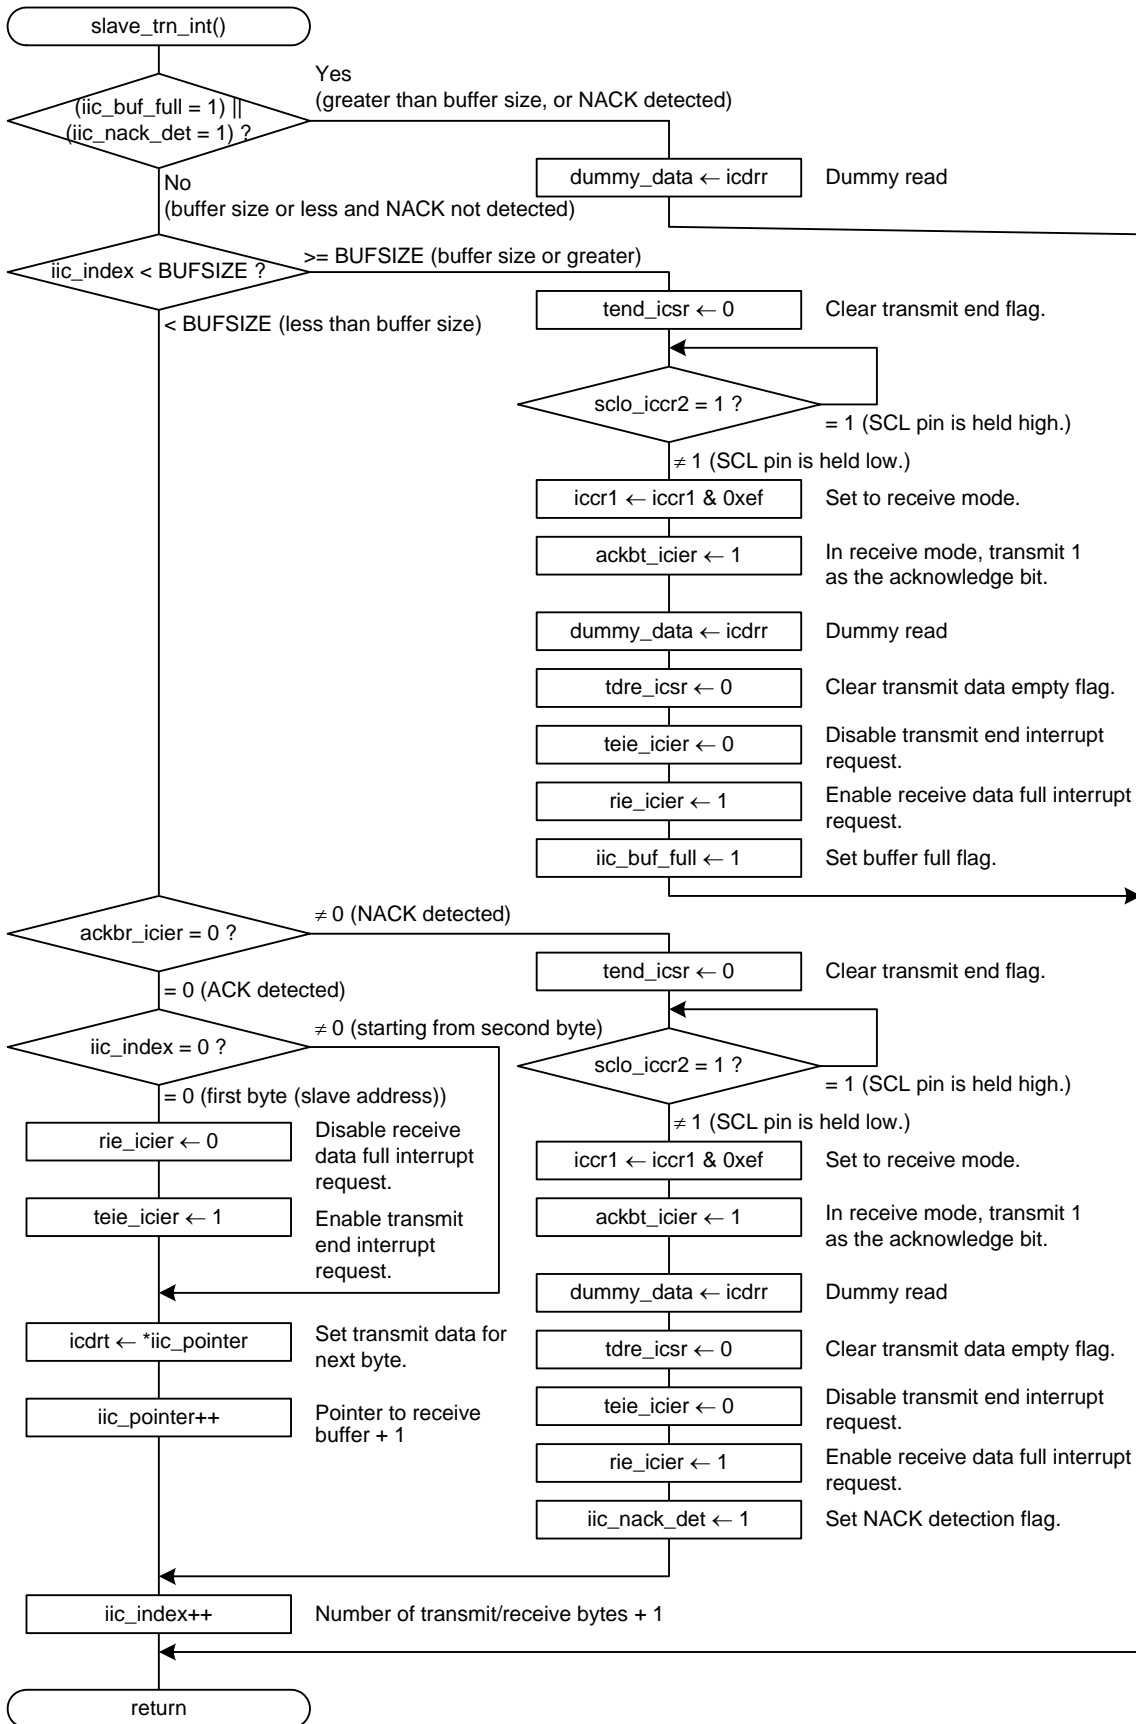 slave_trn_int()
Yes
(greater than buffer size, or NACK detected)
(iic_buf_full = 1) ||
(iic_nack_det = 1) ?
dummy_data ← icdrr
Dummy read
No
(buffer size or less and NACK not detected)
>= BUFSIZE (buffer size or greater)
iic_index < BUFSIZE ?
< BUFSIZE (less than buffer size)
tend_icsr ← 0
Clear transmit end flag.
sclo_iccr2 = 1 ?
= 1 (SCL pin is held high.)
≠ 1 (SCL pin is held low.)
iccr1 ← iccr1 & 0xef
Set to receive mode.
ackbt_icier ← 1
In receive mode, transmit 1
as the acknowledge bit.
dummy_data ← icdrr
Dummy read
tdre_icsr ← 0
Clear transmit data empty flag.
teie_icier ← 0
Disable transmit end interrupt
request.
rie_icier ← 1
Enable receive data full interrupt
request.
iic_buf_full ← 1
Set buffer full flag.
≠ 0 (NACK detected)
ackbr_icier = 0 ?
= 0 (ACK detected)
tend_icsr ← 0
Clear transmit end flag.
≠ 0 (starting from second byte)
iic_index = 0 ?
= 0 (first byte (slave address))
sclo_iccr2 = 1 ?
= 1 (SCL pin is held high.)
≠ 1 (SCL pin is held low.)
rie_icier ← 0
Disable receive
data full interrupt
request.
teie_icier ← 1
Enable transmit
end interrupt
request.
iccr1 ← iccr1 & 0xef
Set to receive mode.
ackbt_icier ← 1
In receive mode, transmit 1
as the acknowledge bit.
dummy_data ← icdrr
Dummy read
icdrt ← *iic_pointer
Set transmit data for
next byte.
tdre_icsr ← 0
Clear transmit data empty flag.
iic_pointer++
Pointer to receive
buffer + 1
teie_icier ← 0
Disable transmit end interrupt
request.
rie_icier ← 1
Enable receive data full interrupt
request.
iic_nack_det ← 1
Set NACK detection flag.
iic_index++
Number of transmit/receive bytes + 1
return